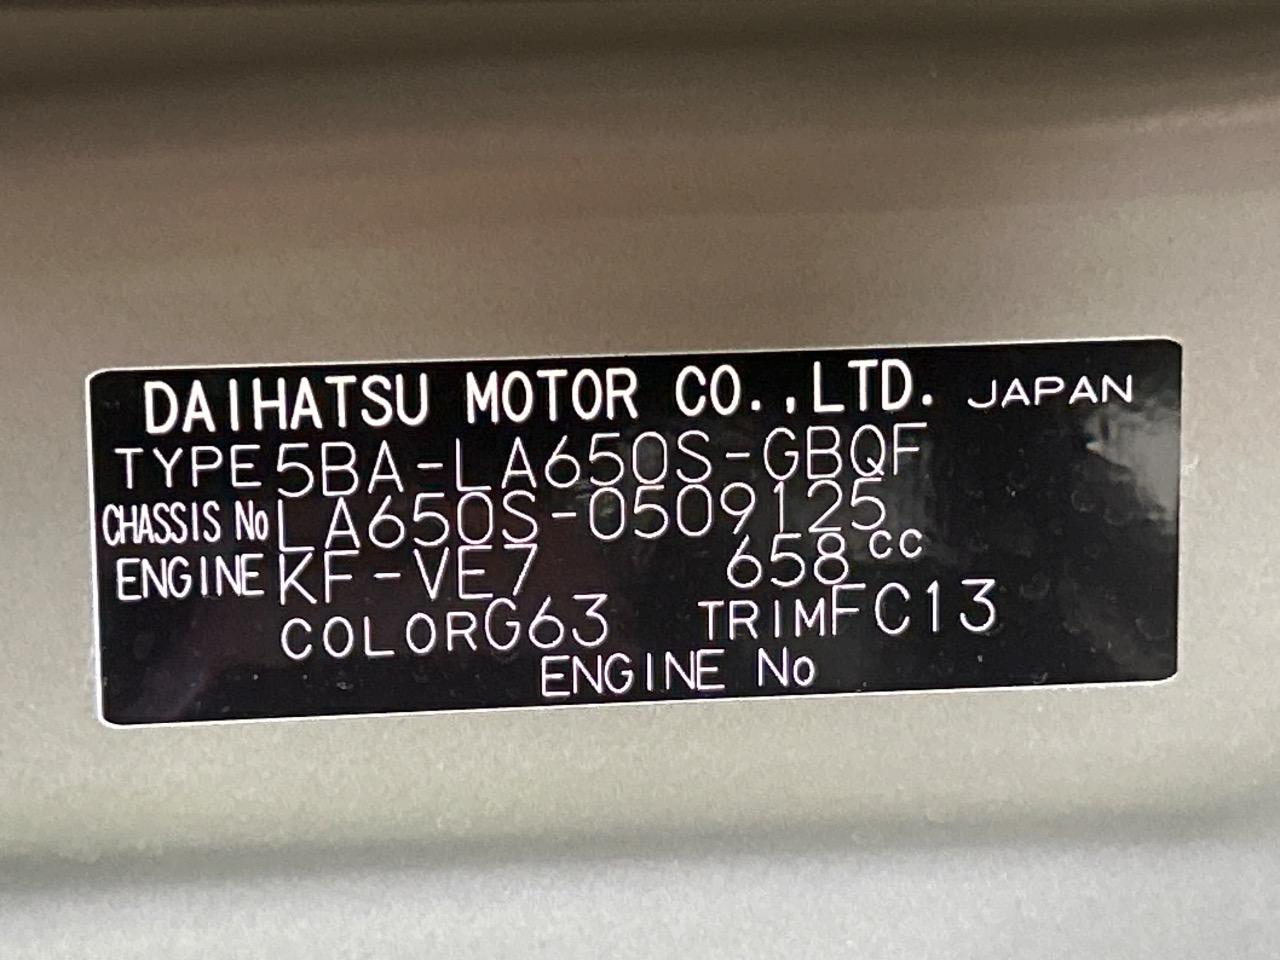 DAIHATSU MOTOR CO.,LTD. JAPAN
TYPE 5BA-LA650S-GBQF
CHASSIS No LA650S-0509125
ENGINE KF-VE7 658cc
COLOR G63 TRIM FC13
ENGINE No